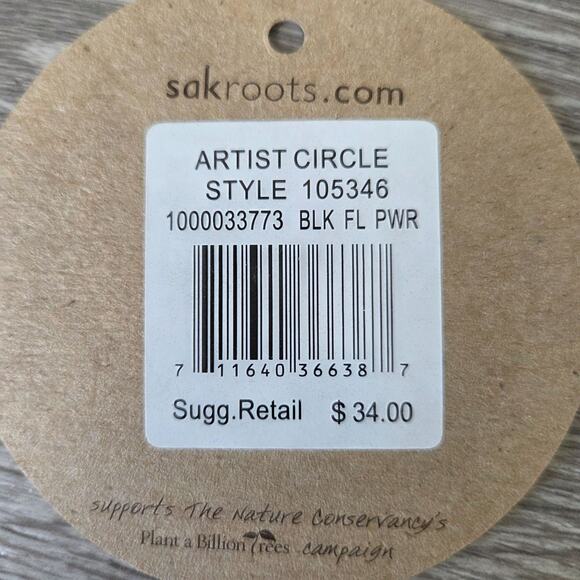 sakroots.com
ARTIST CIRCLE
STYLE 105346
1000033773 BLK FL PWR
7 11640 36638 7
Sugg.Retail $ 34.00
supports The Nature Conservancy's
Plant a Billion Trees campaign